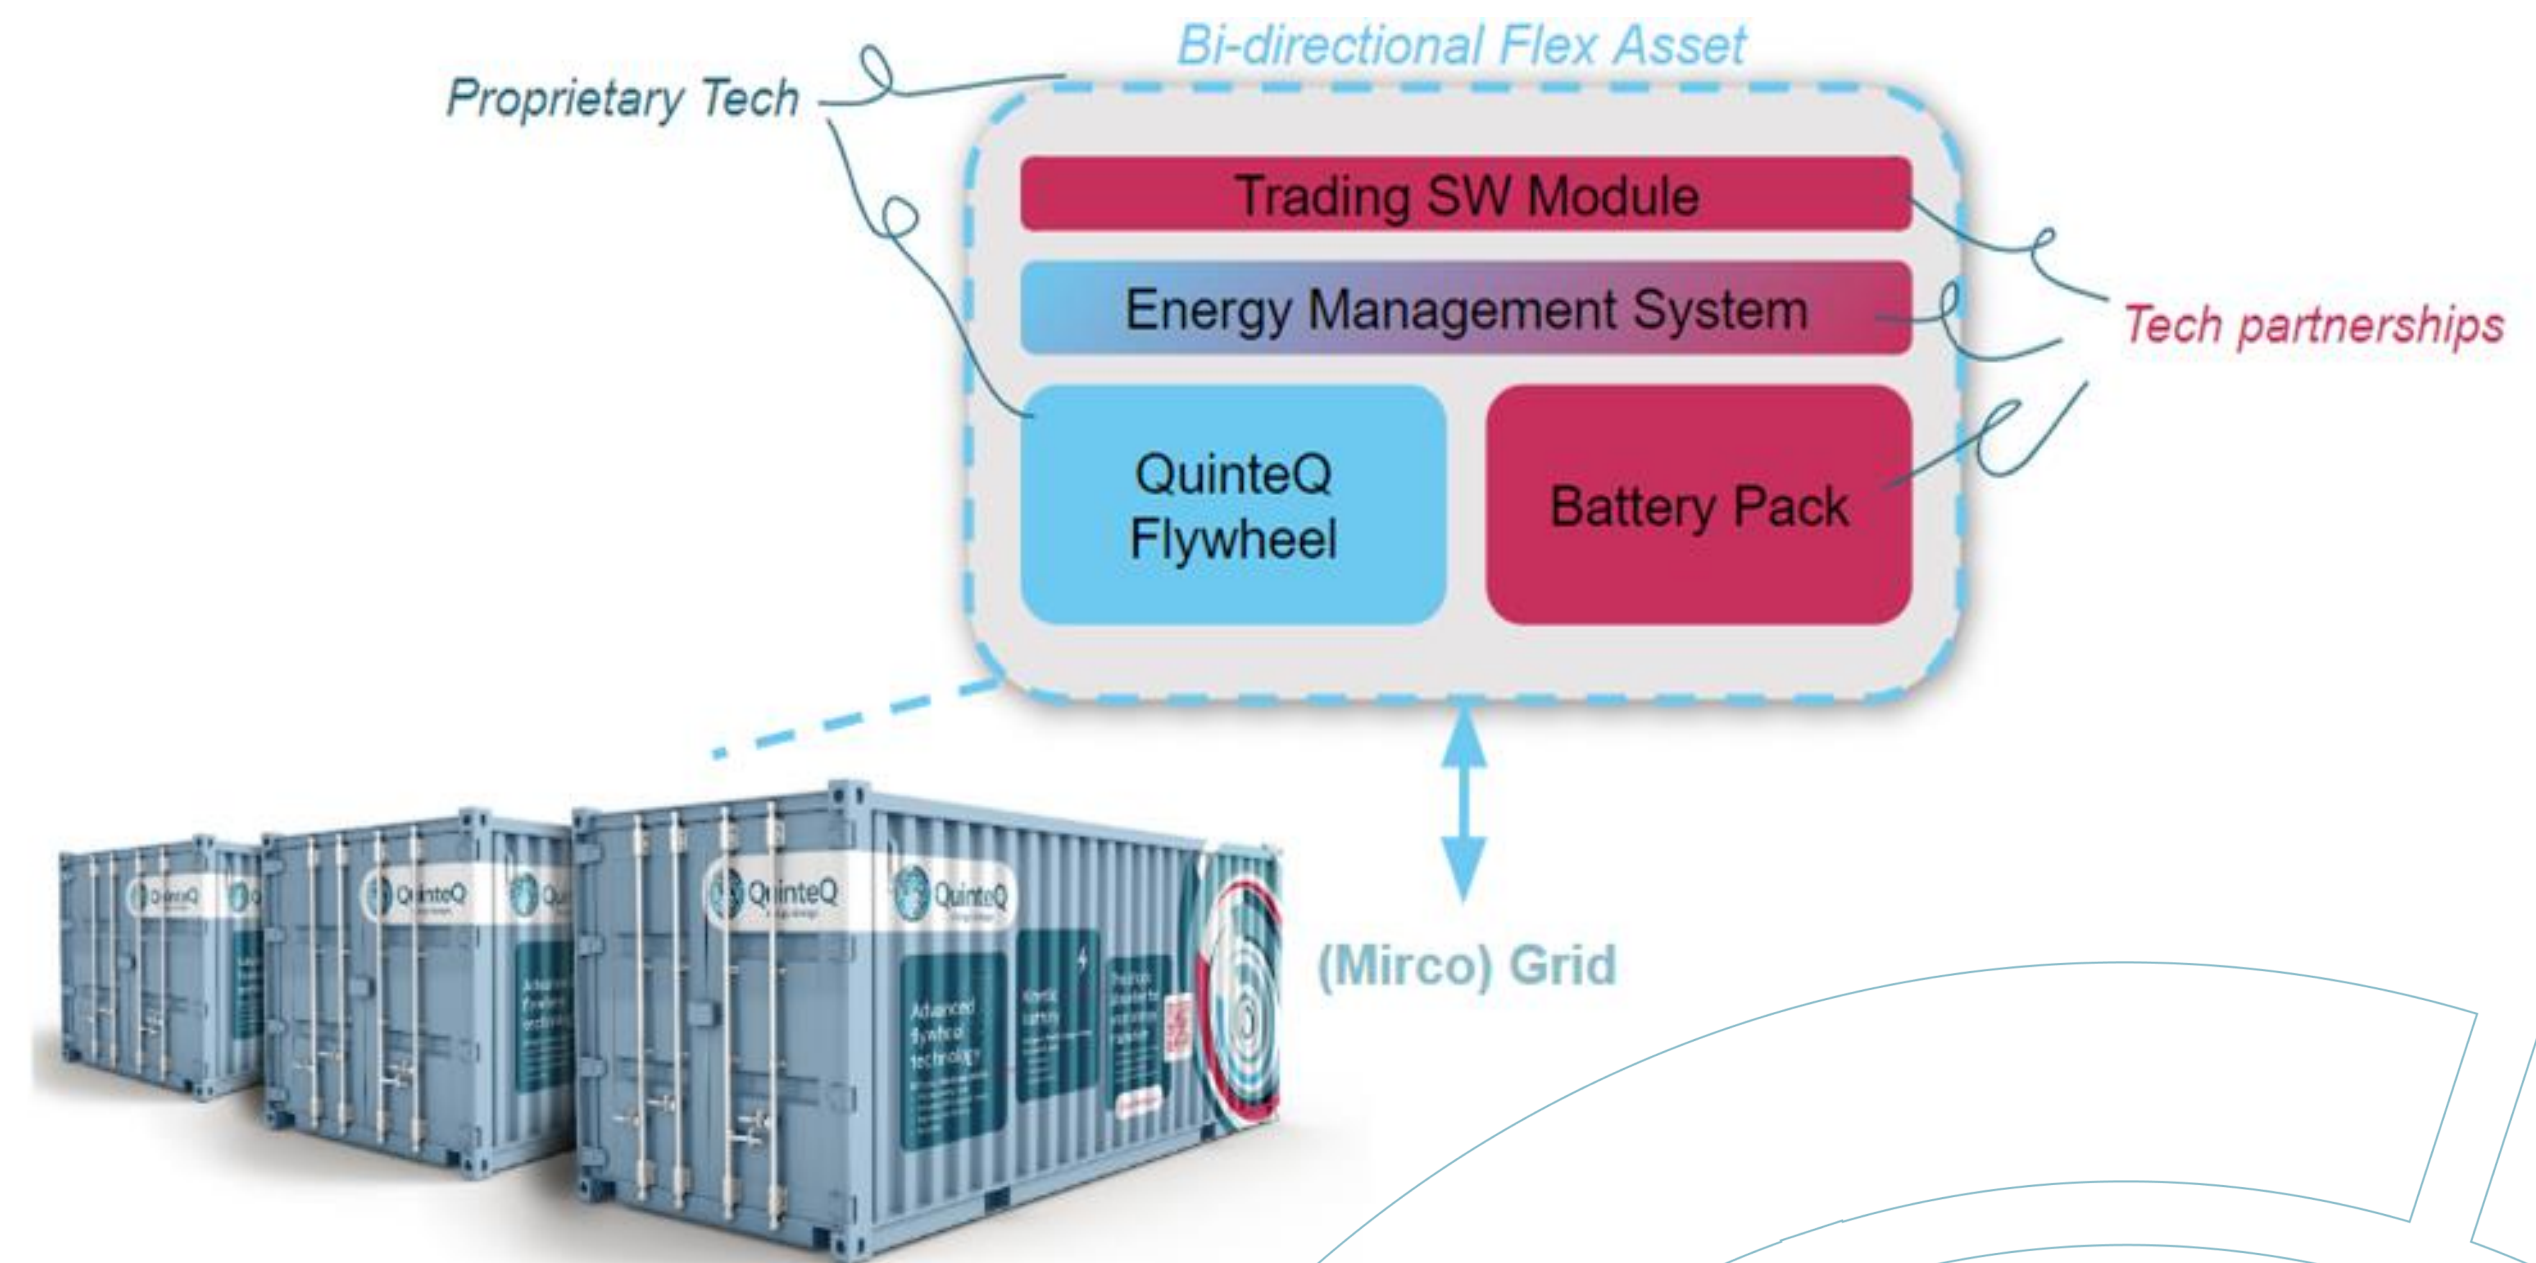 Bi-directional Flex Asset
Proprietary Tech
Trading SW Module
Energy Management System
Tech partnerships
QuinteQ
Flywheel
Battery Pack
(Mirco) Grid
QuinteQ
QuinteQ
QuinteQ
QuinteQ
Advanced
flywheel
technology